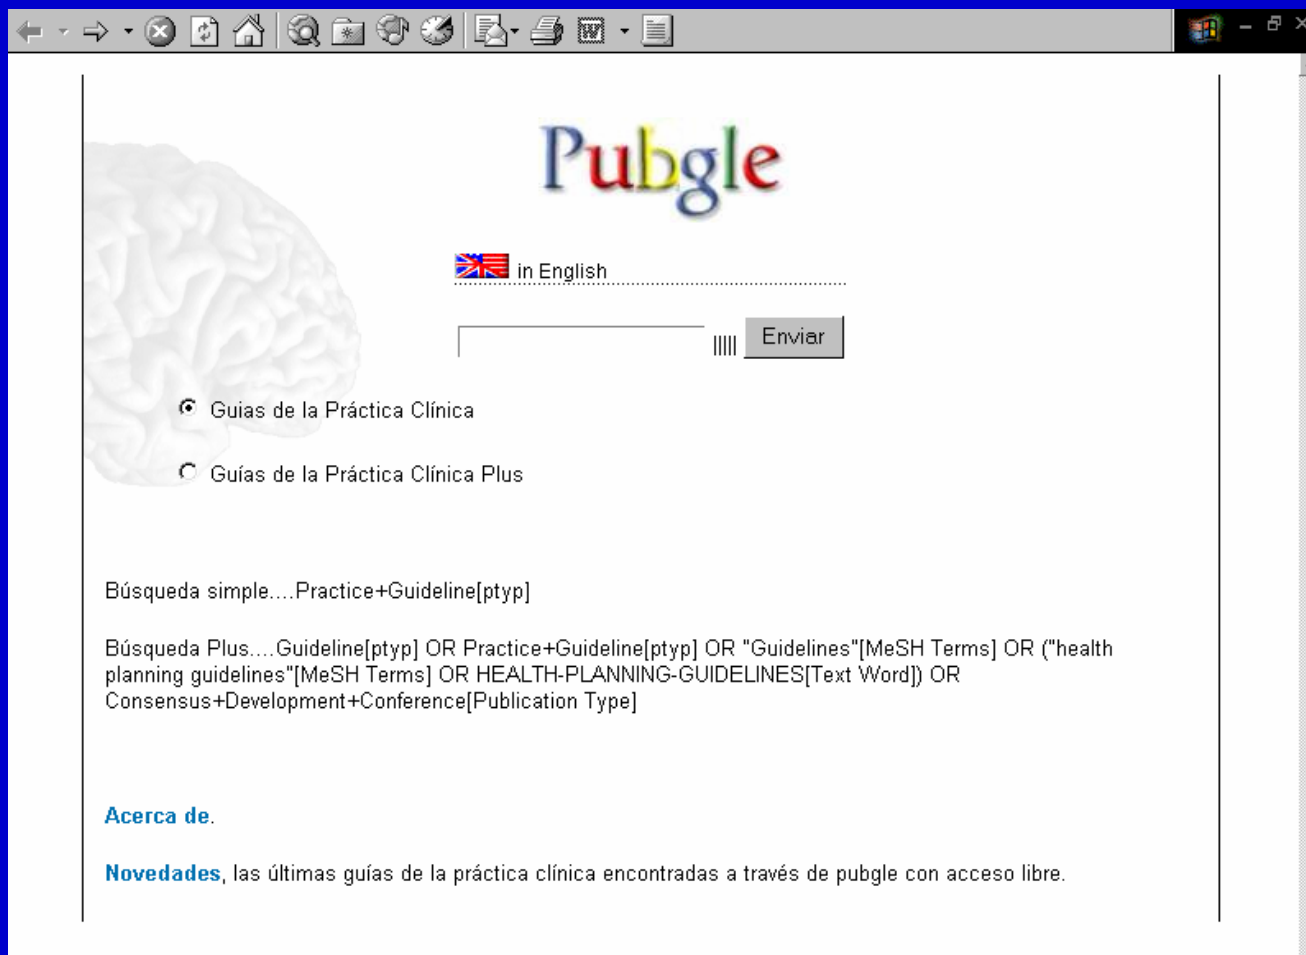 Pubgle
in English
||||| Enviar
Guias de la Práctica Clínica
Guías de la Práctica Clínica Plus
Búsqueda simple....Practice+Guideline[ptyp]
Búsqueda Plus....Guideline[ptyp] OR Practice+Guideline[ptyp] OR "Guidelines"[MeSH Terms] OR ("health
planning guidelines"[MeSH Terms] OR HEALTH-PLANNING-GUIDELINES[Text Word]) OR
Consensus+Development+Conference[Publication Type]
Acerca de.
Novedades, las últimas guías de la práctica clínica encontradas a través de pubgle con acceso libre.